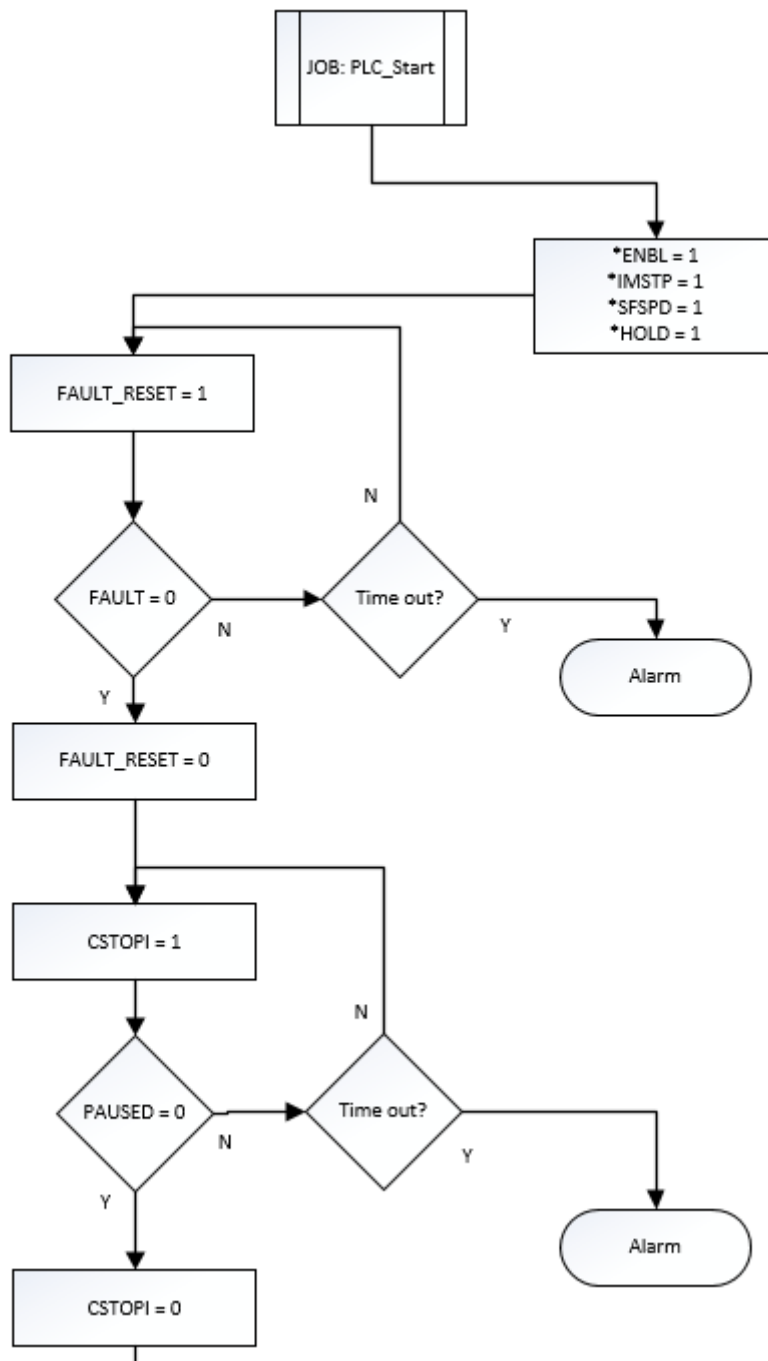 JOB: PLC_Start
*ENBL = 1
*IMSTP = 1
*SFSPD = 1
*HOLD = 1
FAULT_RESET = 1
N
FAULT = 0
Time out?
N
Y
Alarm
Y
FAULT_RESET = 0
CSTOPI = 1
N
PAUSED = 0
Time out?
N
Y
Y
Alarm
CSTOPI = 0